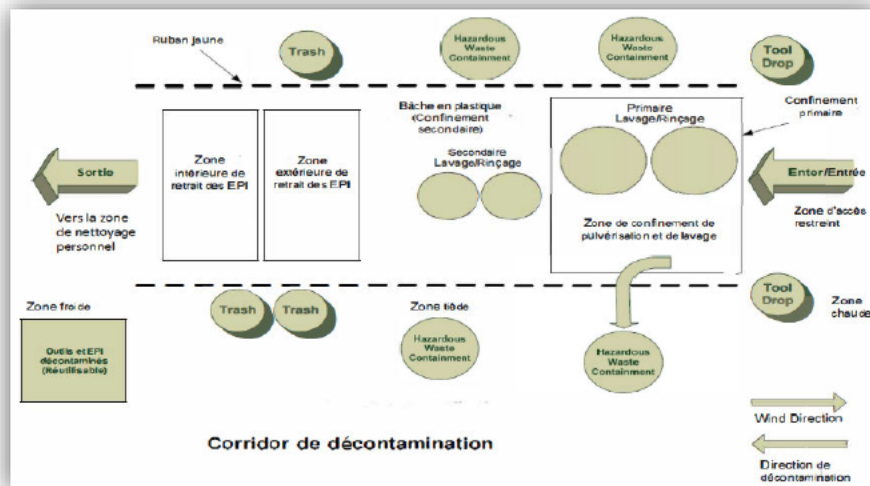 Ruban jaune
Trash
Hazardous
Waste
Containment
Hazardous
Waste
Containment
Tool
Drop
Bâche en plastique
(Confinement
secondaire)
Primaire
Lavage/Rinçage
Confinement
primaire
Sortie
Zone
intérieure de
retrait des EPI
Zone
extérieure de
retrait des EPI
Secondaire
Lavage/Rinçage
Enter/Entrée
Vers la zone
de nettoyage
personnel
Zone de confinement de
pulvérisation et de lavage
Zone d'accès
restreint
Zone froide
Trash
Trash
Zone tiède
Tool
Drop
Zone
chaude
Outils et EPI
décontaminés
(Réutilisable)
Hazardous
Waste
Containment
Hazardous
Waste
Containment
Wind Direction
Corridor de décontamination
Direction de
décontamination